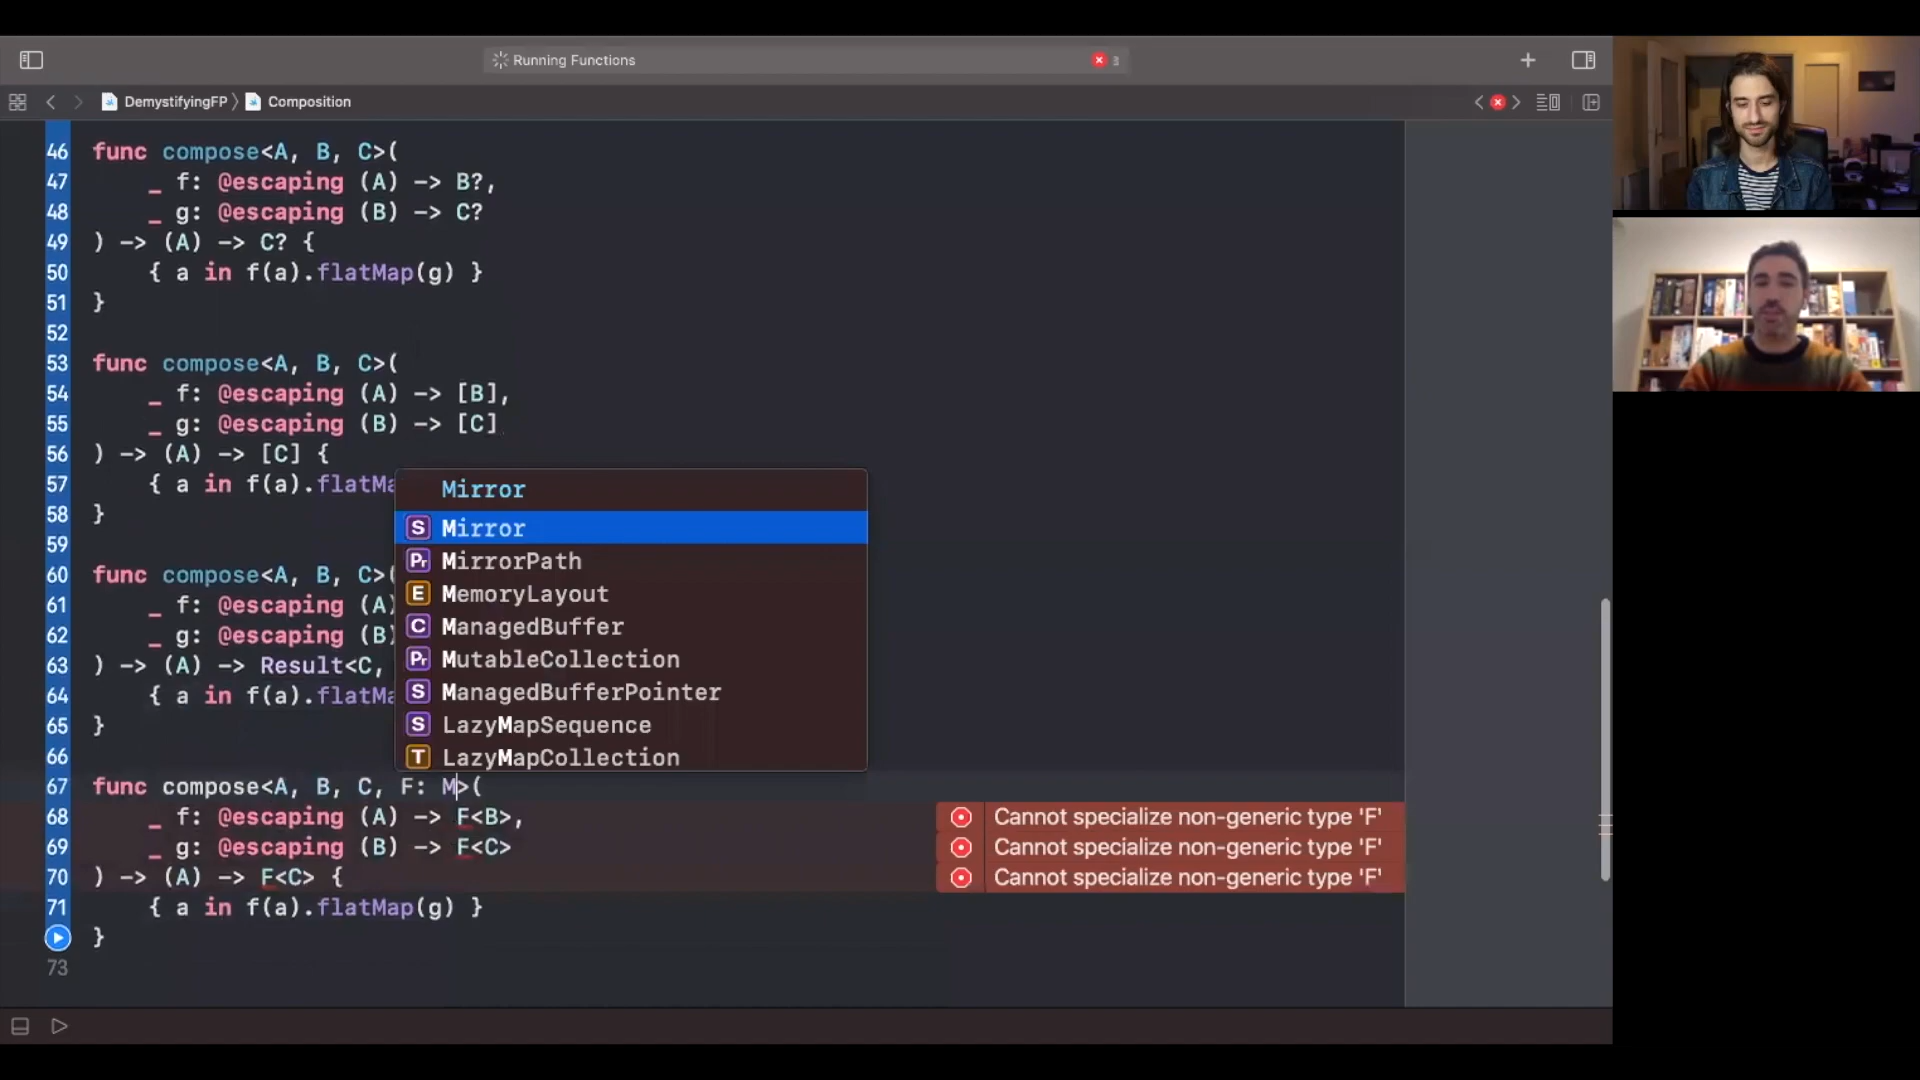 Running Functions
3
DemystifyingFP
Composition
46 func compose<A, B, C>(
47 _ f: @escaping (A) -> B?,
48 _ g: @escaping (B) -> C?
49 ) -> (A) -> C? {
50 { a in f(a).flatMap(g) }
51 }
52
53 func compose<A, B, C>(
54 _ f: @escaping (A) -> [B],
55 _ g: @escaping (B) -> [C]
56 ) -> (A) -> [C] {
57 { a in f(a).flatMa
58 }
59
60 func compose<A, B, C>(
61 _ f: @escaping (A)
62 _ g: @escaping (B)
63 ) -> (A) -> Result<C,
64 { a in f(a).flatMa
65 }
66
Mirror
S Mirror
Pr MirrorPath
E MemoryLayout
C ManagedBuffer
Pr MutableCollection
S ManagedBufferPointer
S LazyMapSequence
T LazyMapCollection
67 func compose<A, B, C, F: M>(
68 _ f: @escaping (A) -> F<B>, Cannot specialize non-generic type 'F'
69 _ g: @escaping (B) -> F<C> Cannot specialize non-generic type 'F'
70 ) -> (A) -> F<C> { Cannot specialize non-generic type 'F'
71 { a in f(a).flatMap(g) }
}
73